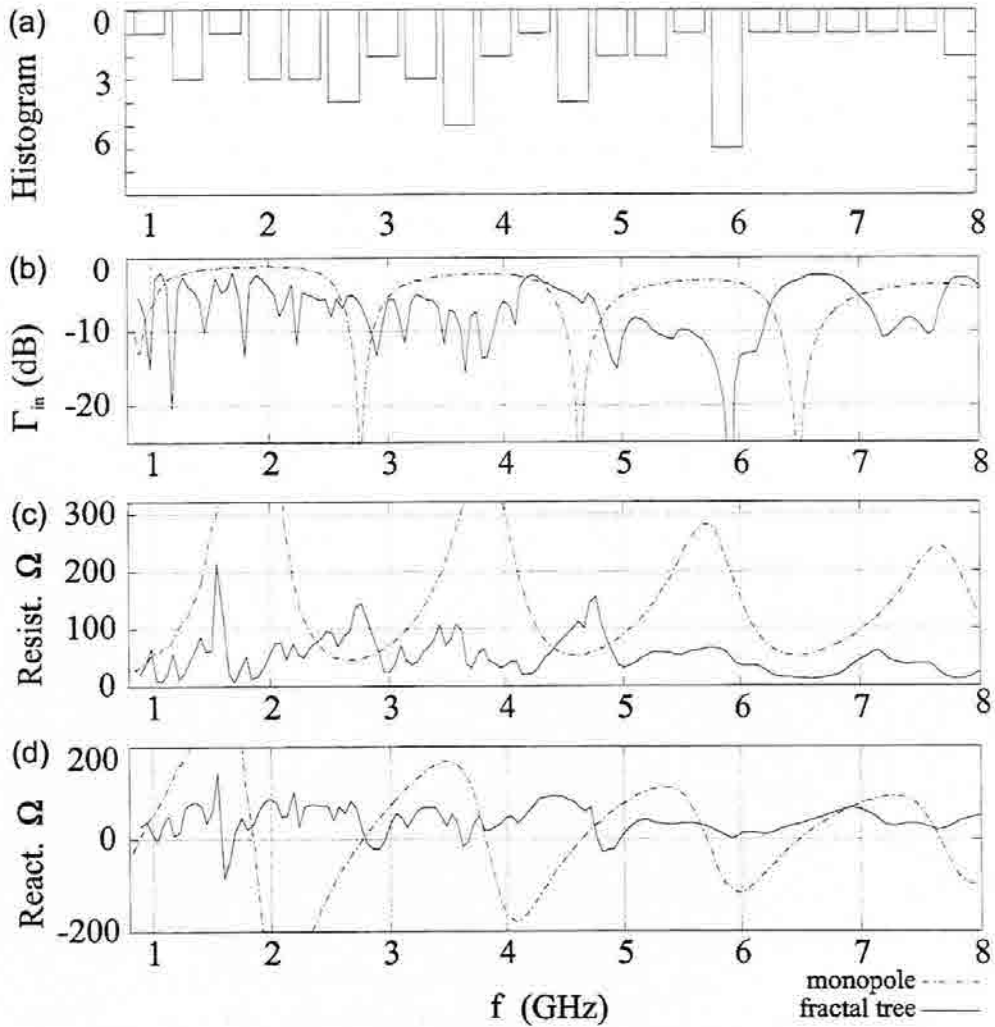 (a)
Histogram
0
3
6
1 2 3 4 5 6 7 8
(b)
Γin (dB)
0
-10
-20
1 2 3 4 5 6 7 8
(c)
Resist. Ω
300
200
100
0
1 2 3 4 5 6 7 8
(d)
React. Ω
200
0
-200
1 2 3 4 5 6 7 8
f (GHz)
monopole
fractal tree